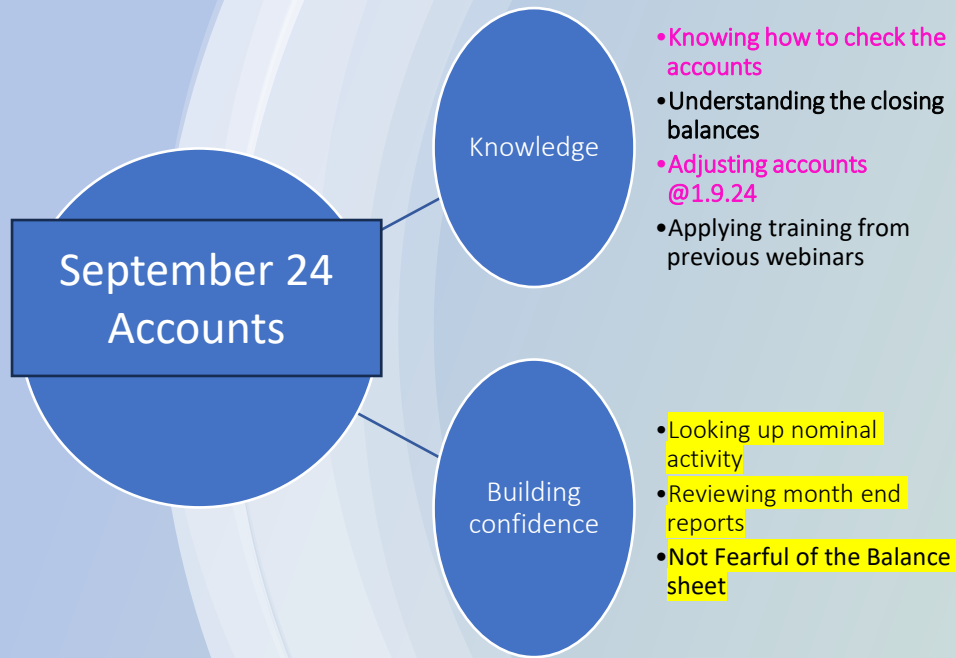 September 24
Accounts
Knowledge
•Knowing how to check the
accounts
•Understanding the closing
balances
•Adjusting accounts
@1.9.24
•Applying training from
previous webinars
Building
confidence
•Looking up nominal
activity
•Reviewing month end
reports
•Not Fearful of the Balance
sheet